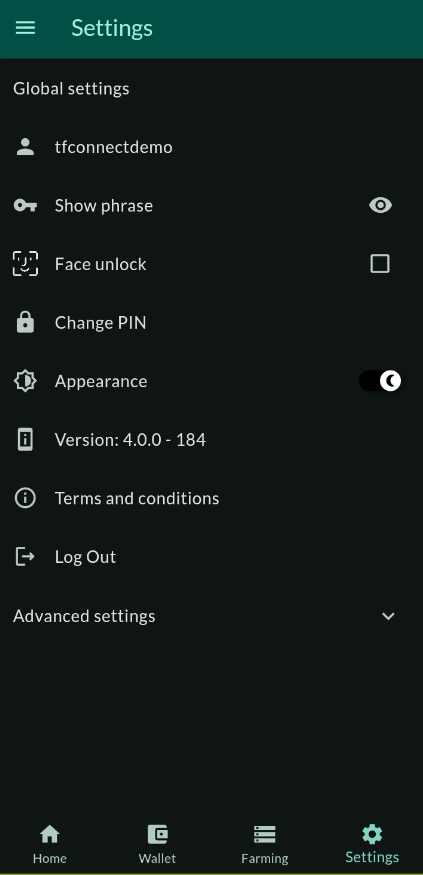 Settings
Global settings
tfconnectdemo
Show phrase
Face unlock
Change PIN
Appearance
Version: 4.0.0 - 184
Terms and conditions
Log Out
Advanced settings
Home
Wallet
Farming
Settings